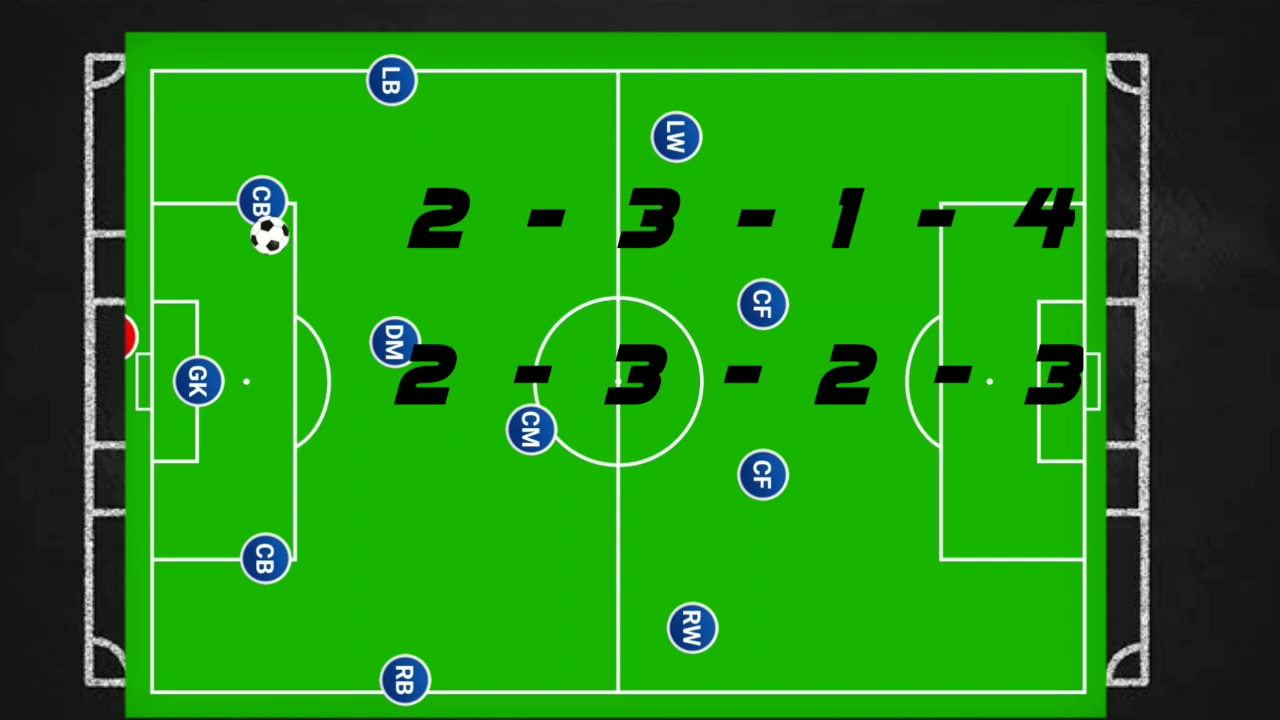 LB
LW
CB
2 - 3 - 1 - 4
CF
DM
2 - 3 - 2 - 3
GK
CM
CF
CB
RW
RB